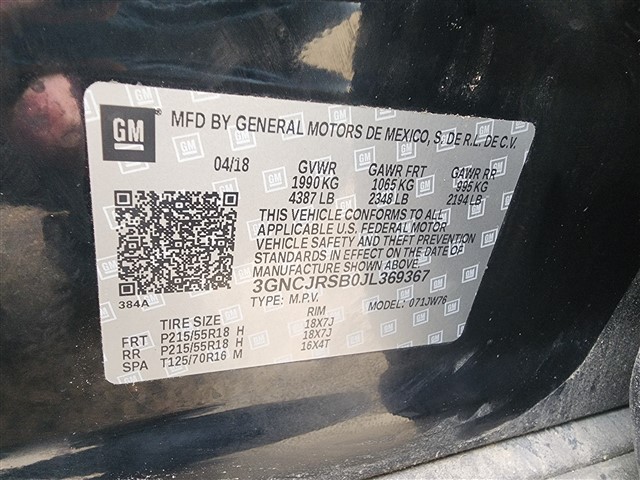 GM
MFD BY GENERAL MOTORS DE MEXICO, S. DE R.L. DE C.V.
04/18 GVWR GAWR FRT GAWR RR
1990 KG 1065 KG 995 KG
4387 LB 2348 LB 2194 LB
THIS VEHICLE CONFORMS TO ALL
APPLICABLE U.S. FEDERAL MOTOR
VEHICLE SAFETY AND THEFT PREVENTION
STANDARDS IN EFFECT ON THE DATE OF
MANUFACTURE SHOWN ABOVE.
3GNCJRSB0JL369367
384A TYPE: M.P.V. MODEL: 071JW76
TIRE SIZE RIM
FRT P215/55R18 H 18X7J
RR P215/55R18 H 18X7J
SPA T125/70R16 M 16X4T